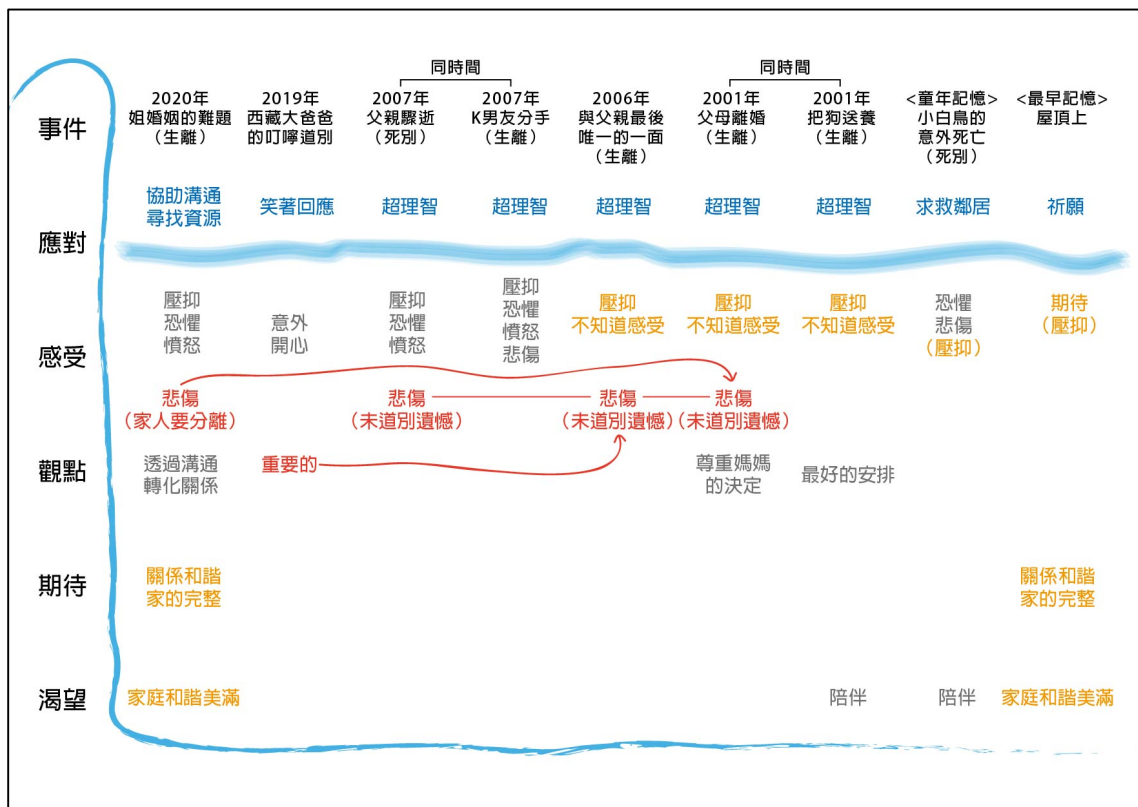 同時間
同時間
事件
2020年
姐婚姻的難題
(生離)
2019年
西藏大爸爸
的叮嚀道別
2007年
父親驟逝
(死別)
2007年
K男友分手
(生離)
2006年
與父親最後
唯一的一面
(生離)
2001年
父母離婚
(生離)
2001年
把狗送養
(生離)
<童年記憶>
小白鳥的
意外死亡
(死別)
<最早記憶>
屋頂上
應對
協助溝通
尋找資源
笑著回應
超理智
超理智
超理智
超理智
超理智
求救鄰居
祈願
感受
壓抑
恐懼
憤怒
意外
開心
壓抑
恐懼
憤怒
壓抑
恐懼
憤怒
悲傷
壓抑
不知道感受
壓抑
不知道感受
壓抑
不知道感受
恐懼
悲傷
(壓抑)
期待
(壓抑)
悲傷
(家人要分離)
悲傷
(未道別遺憾)
悲傷
(未道別遺憾)
悲傷
(未道別遺憾)
觀點
透過溝通
轉化關係
重要的
尊重媽媽
的決定
最好的安排
期待
關係和諧
家的完整
關係和諧
家的完整
渴望
家庭和諧美滿
陪伴
陪伴
家庭和諧美滿